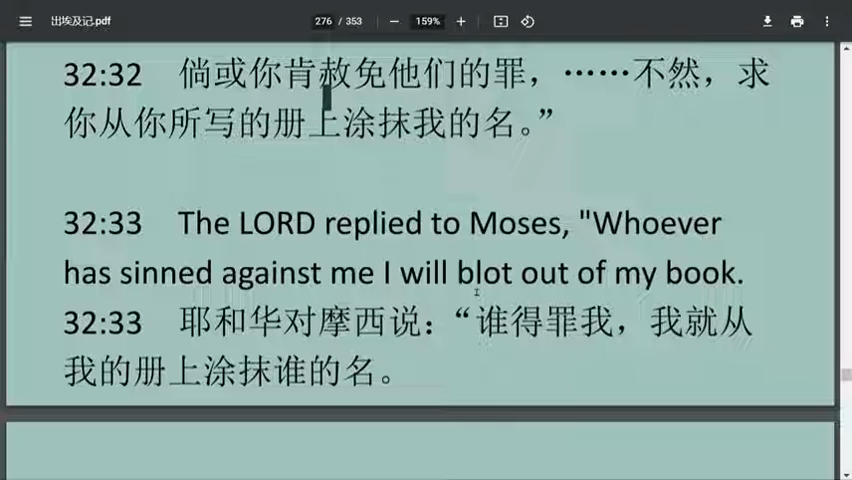 出埃及记.pdf
276 / 353
159%
32:32 倘或你肯赦免他们的罪，……不然，求
你从你所写的册上涂抹我的名。”
32:33 The LORD replied to Moses, "Whoever
has sinned against me I will blot out of my book.
32:33 耶和华对摩西说：“谁得罪我，我就从
我的册上涂抹谁的名。